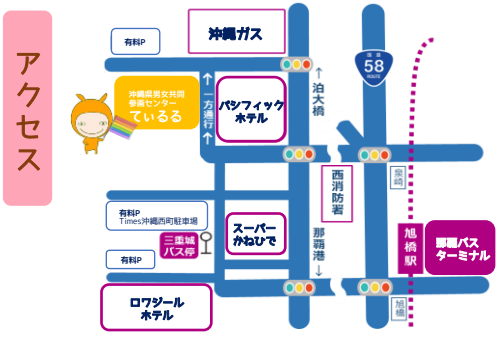 アクセス
有料P
沖縄ガス
国道
58
ROUTE
沖縄県男女共同
参画センター
てぃるる
↑一方通行↑
パシフィック
ホテル
↑泊大橋
西消防署
泉崎
有料P
Times沖縄西町駐車場
三重城
バス停
有料P
スーパー
かねひで
那覇港↓
旭橋駅
那覇バス
ターミナル
旭橋
ロワジール
ホテル